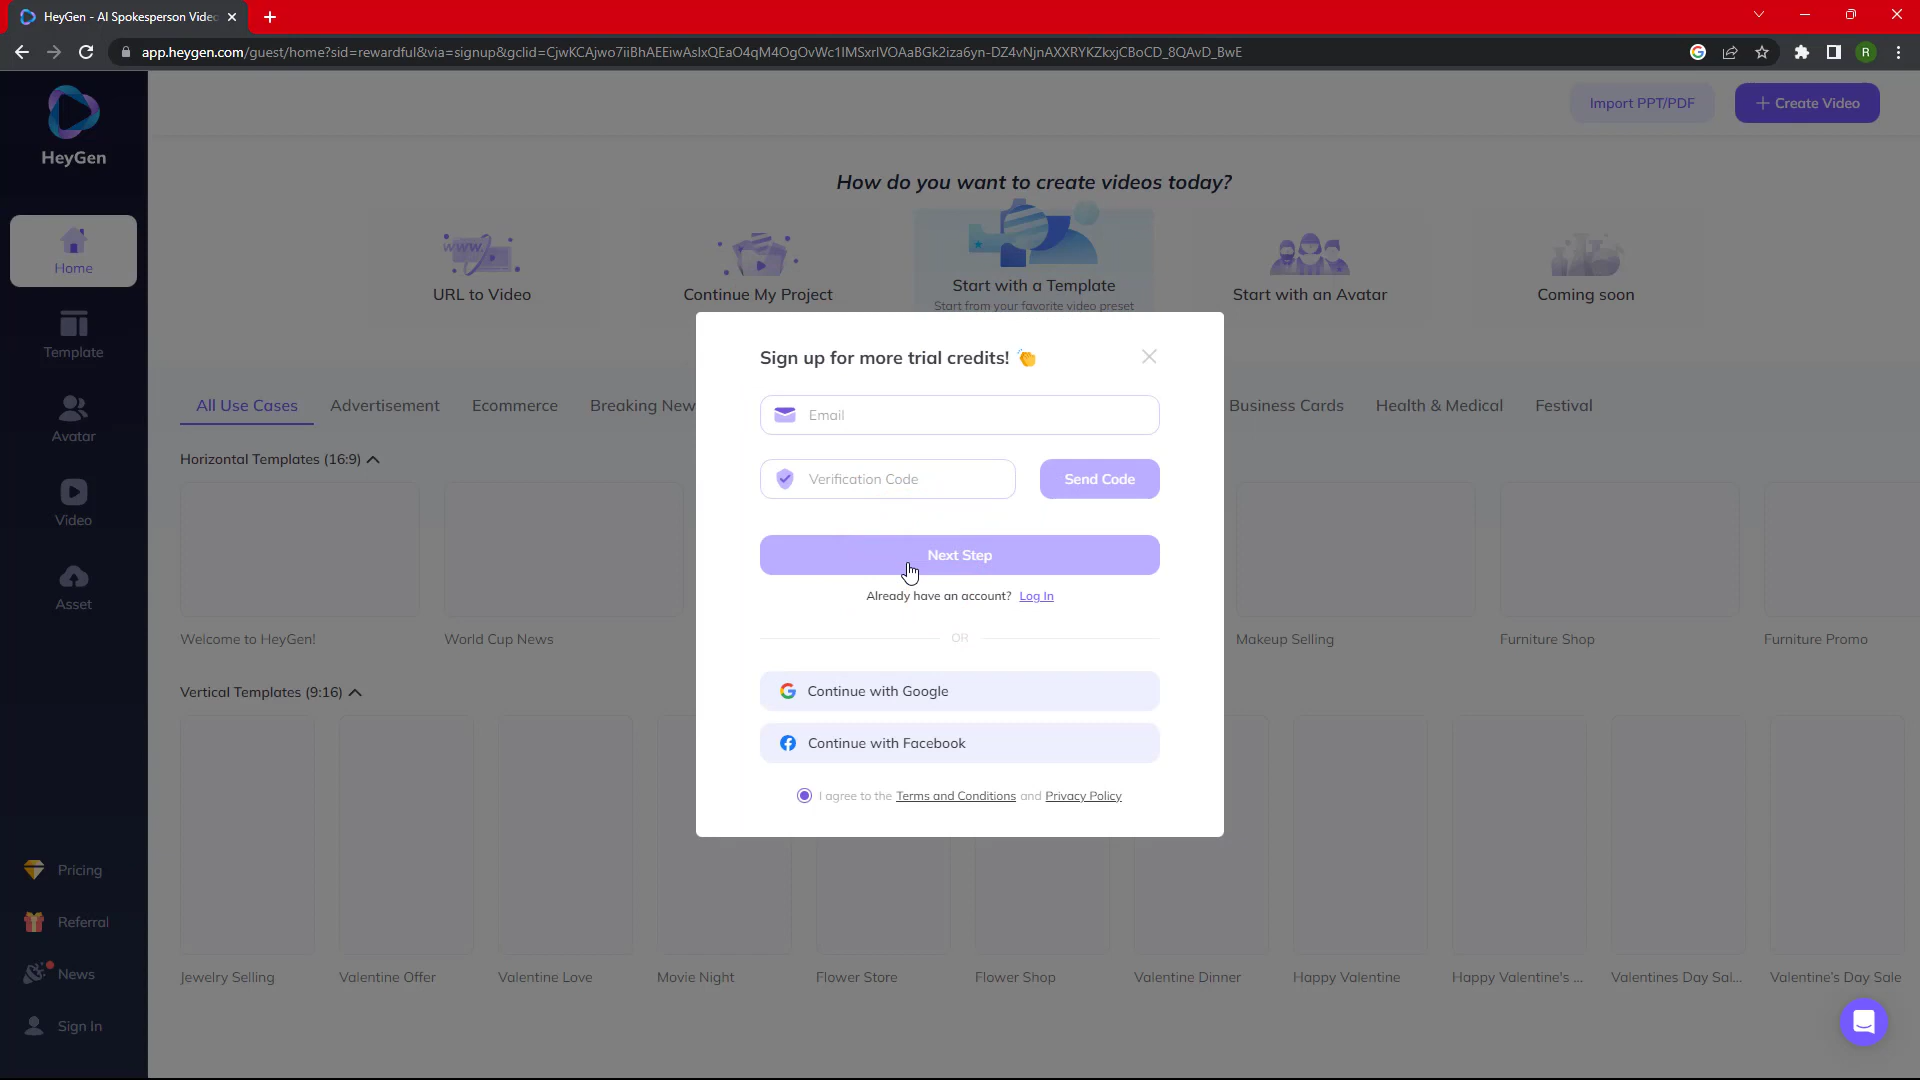 HeyGen - AI Spokesperson Video
app.heygen.com/guest/home?sid=rewardful&via=signup&gclid=CjwKCAjwo7iiBhAEEiwAsIxQEaO4qM4OgOvWc1IMSxrlVOAaBGk2iza6yn-DZ4vNjnAXXRYKZkxjCBoCD_8QAvD_BwE
R
HeyGen
Import PPT/PDF
+ Create Video
How do you want to create videos today?
Home
www.
URL to Video
Continue My Project
Start with a Template
Start from your favorite video preset
Start with an Avatar
Coming soon
Template
Sign up for more trial credits!
All Use Cases
Advertisement
Ecommerce
Breaking New
Business Cards
Health & Medical
Festival
Email
Avatar
Horizontal Templates (16:9)
Verification Code
Send Code
Video
Next Step
Already have an account? Log In
Asset
OR
Welcome to HeyGen!
World Cup News
Makeup Selling
Furniture Shop
Furniture Promo
Vertical Templates (9:16)
Continue with Google
Continue with Facebook
I agree to the Terms and Conditions and Privacy Policy
Pricing
Referral
News
Jewelry Selling
Valentine Offer
Valentine Love
Movie Night
Flower Store
Flower Shop
Valentine Dinner
Happy Valentine
Happy Valentine's ...
Valentines Day Sal...
Valentine's Day Sale
Sign In